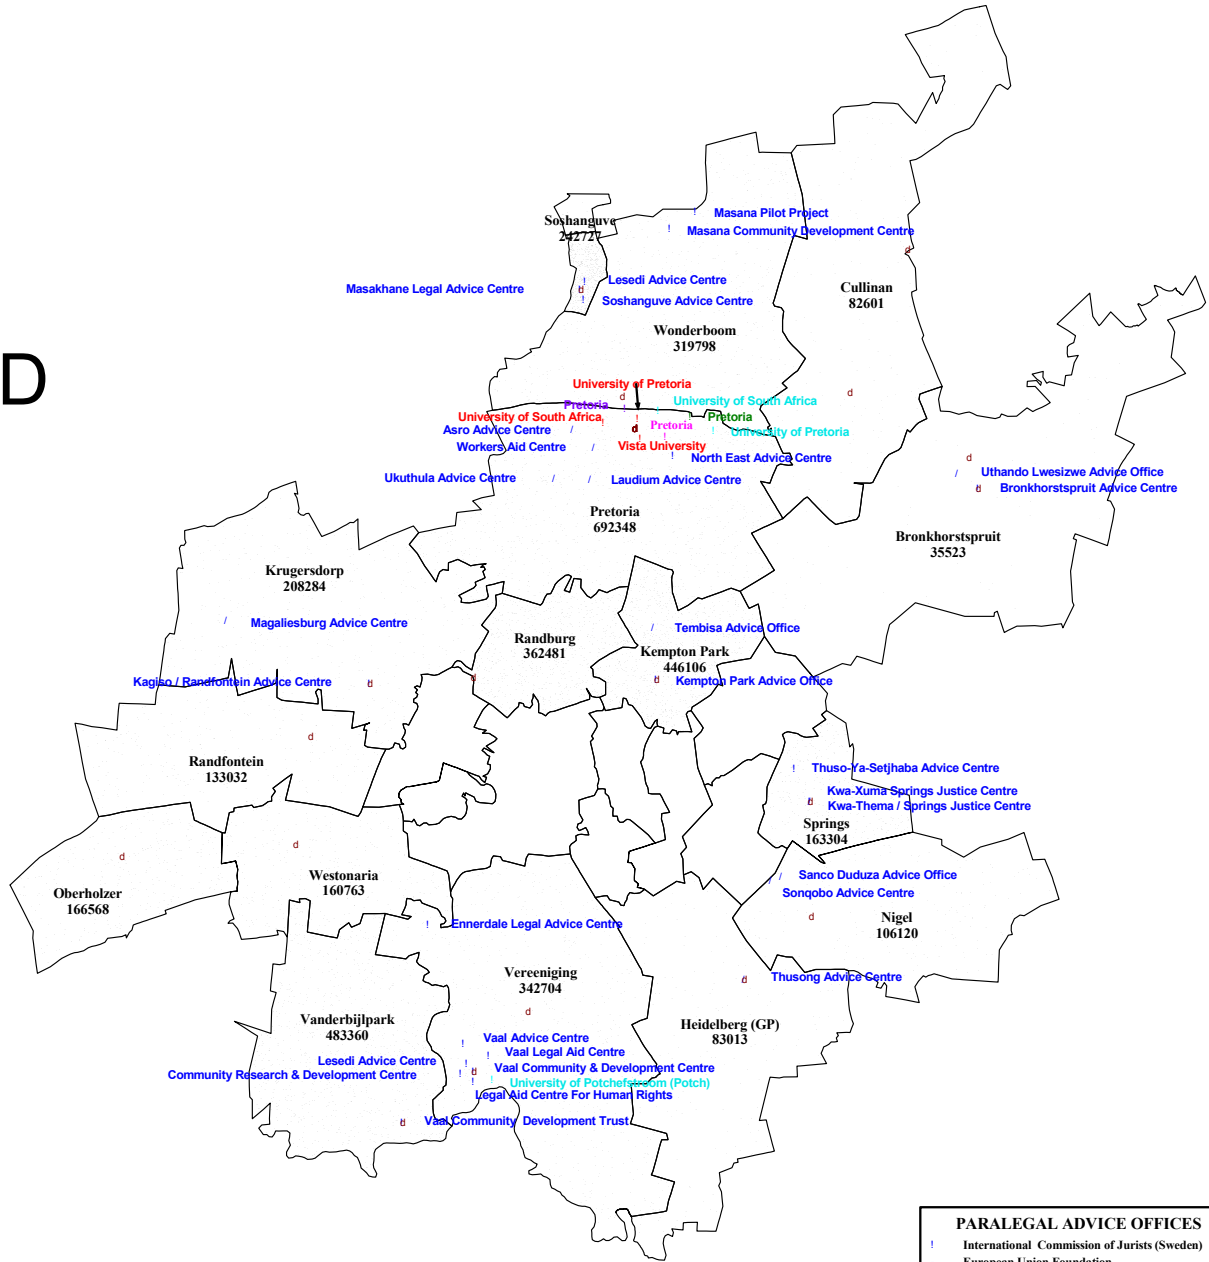 D
Soshanguve
242727
Masana Pilot Project
Masana Community Development Centre
Lesedi Advice Centre
Masakhane Legal Advice Centre
Soshanguve Advice Centre
Cullinan
82601
Wonderboom
319798
University of Pretoria
University of South Africa
Pretoria
University of South Africa
Pretoria
Pretoria
Asro Advice Centre
University of Pretoria
Workers Aid Centre
Vista University
North East Advice Centre
Ukuthula Advice Centre
Laudium Advice Centre
Uthando Lwesizwe Advice Office
Bronkhorstspruit Advice Centre
Pretoria
692348
Bronkhorstspruit
35523
Krugersdorp
208284
Magaliesburg Advice Centre
Tembisa Advice Office
Randburg
362481
Kempton Park
446106
Kagiso / Randfontein Advice Centre
Kempton Park Advice Office
Randfontein
133032
Thuso-Ya-Setjhaba Advice Centre
Kwa-Xuma Springs Justice Centre
Kwa-Thema / Springs Justice Centre
Springs
163304
Westonaria
160763
Oberholzer
166568
Sanco Duduza Advice Office
Sonqobo Advice Centre
Nigel
106120
Ennerdale Legal Advice Centre
Vereeniging
342704
Thusong Advice Centre
Vanderbijlpark
483360
Heidelberg (GP)
83013
Vaal Advice Centre
Vaal Legal Aid Centre
Lesedi Advice Centre
Vaal Community & Development Centre
Community Research & Development Centre
University of Potchefstroom (Potch)
Legal Aid Centre For Human Rights
Vaal Community Development Trust
PARALEGAL ADVICE OFFICES
! International Commission of Jurists (Sweden)
European Union Foundation